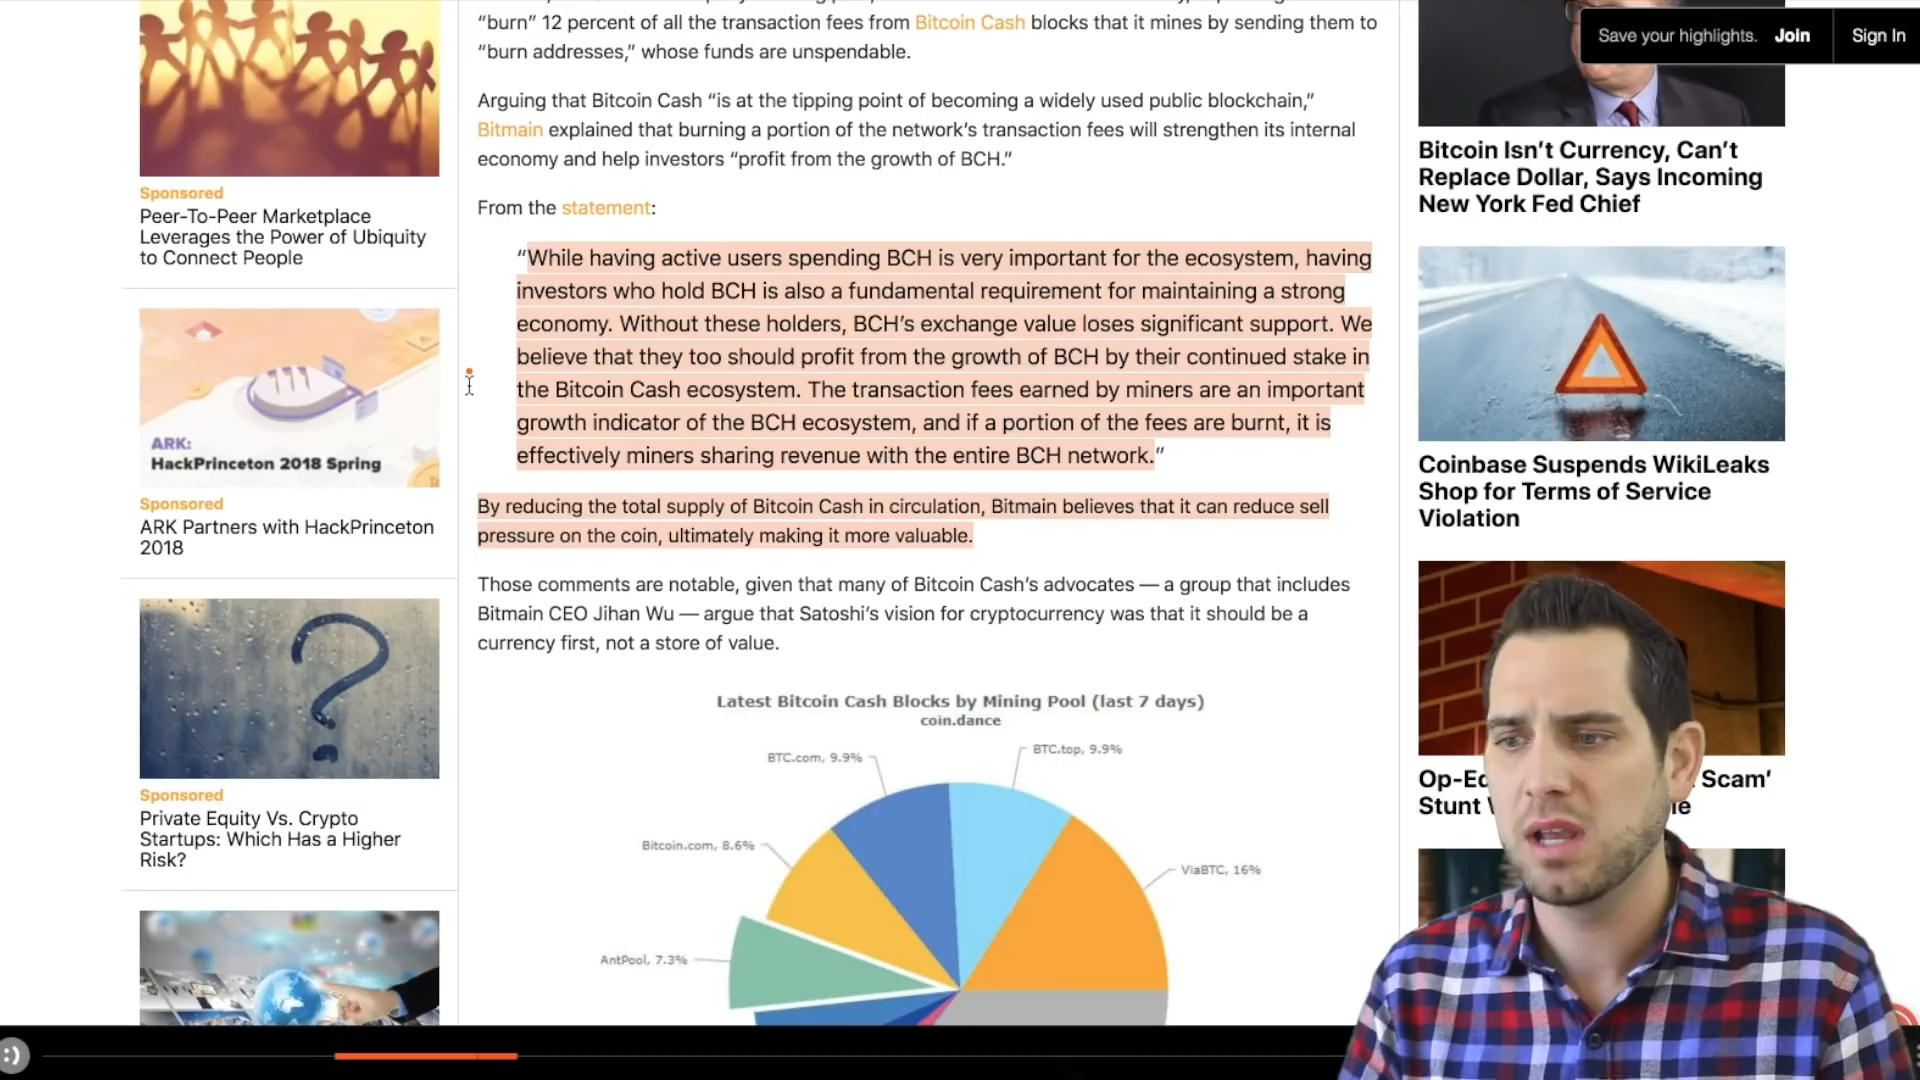 Save your highlights. Join Sign In
"burn" 12 percent of all the transaction fees from Bitcoin Cash blocks that it mines by sending them to
"burn addresses," whose funds are unspendable.
Arguing that Bitcoin Cash "is at the tipping point of becoming a widely used public blockchain,"
Bitmain explained that burning a portion of the network's transaction fees will strengthen its internal
economy and help investors "profit from the growth of BCH."
From the statement:
"While having active users spending BCH is very important for the ecosystem, having
investors who hold BCH is also a fundamental requirement for maintaining a strong
economy. Without these holders, BCH's exchange value loses significant support. We
believe that they too should profit from the growth of BCH by their continued stake in
the Bitcoin Cash ecosystem. The transaction fees earned by miners are an important
growth indicator of the BCH ecosystem, and if a portion of the fees are burnt, it is
effectively miners sharing revenue with the entire BCH network."
By reducing the total supply of Bitcoin Cash in circulation, Bitmain believes that it can reduce sell
pressure on the coin, ultimately making it more valuable.
Those comments are notable, given that many of Bitcoin Cash's advocates — a group that includes
Bitmain CEO Jihan Wu — argue that Satoshi's vision for cryptocurrency was that it should be a
currency first, not a store of value.
Latest Bitcoin Cash Blocks by Mining Pool (last 7 days)
coin.dance
BTC.com, 9.9%
BTC.top, 9.9%
Bitcoin.com, 8.6%
ViaBTC, 16%
AntPool, 7.3%
Sponsored
Peer-To-Peer Marketplace
Leverages the Power of Ubiquity
to Connect People
ARK:
HackPrinceton 2018 Spring
Sponsored
ARK Partners with HackPrinceton
2018
Sponsored
Private Equity Vs. Crypto
Startups: Which Has a Higher
Risk?
Bitcoin Isn't Currency, Can't
Replace Dollar, Says Incoming
New York Fed Chief
Coinbase Suspends WikiLeaks
Shop for Terms of Service
Violation
Scam'
Stunt
:)